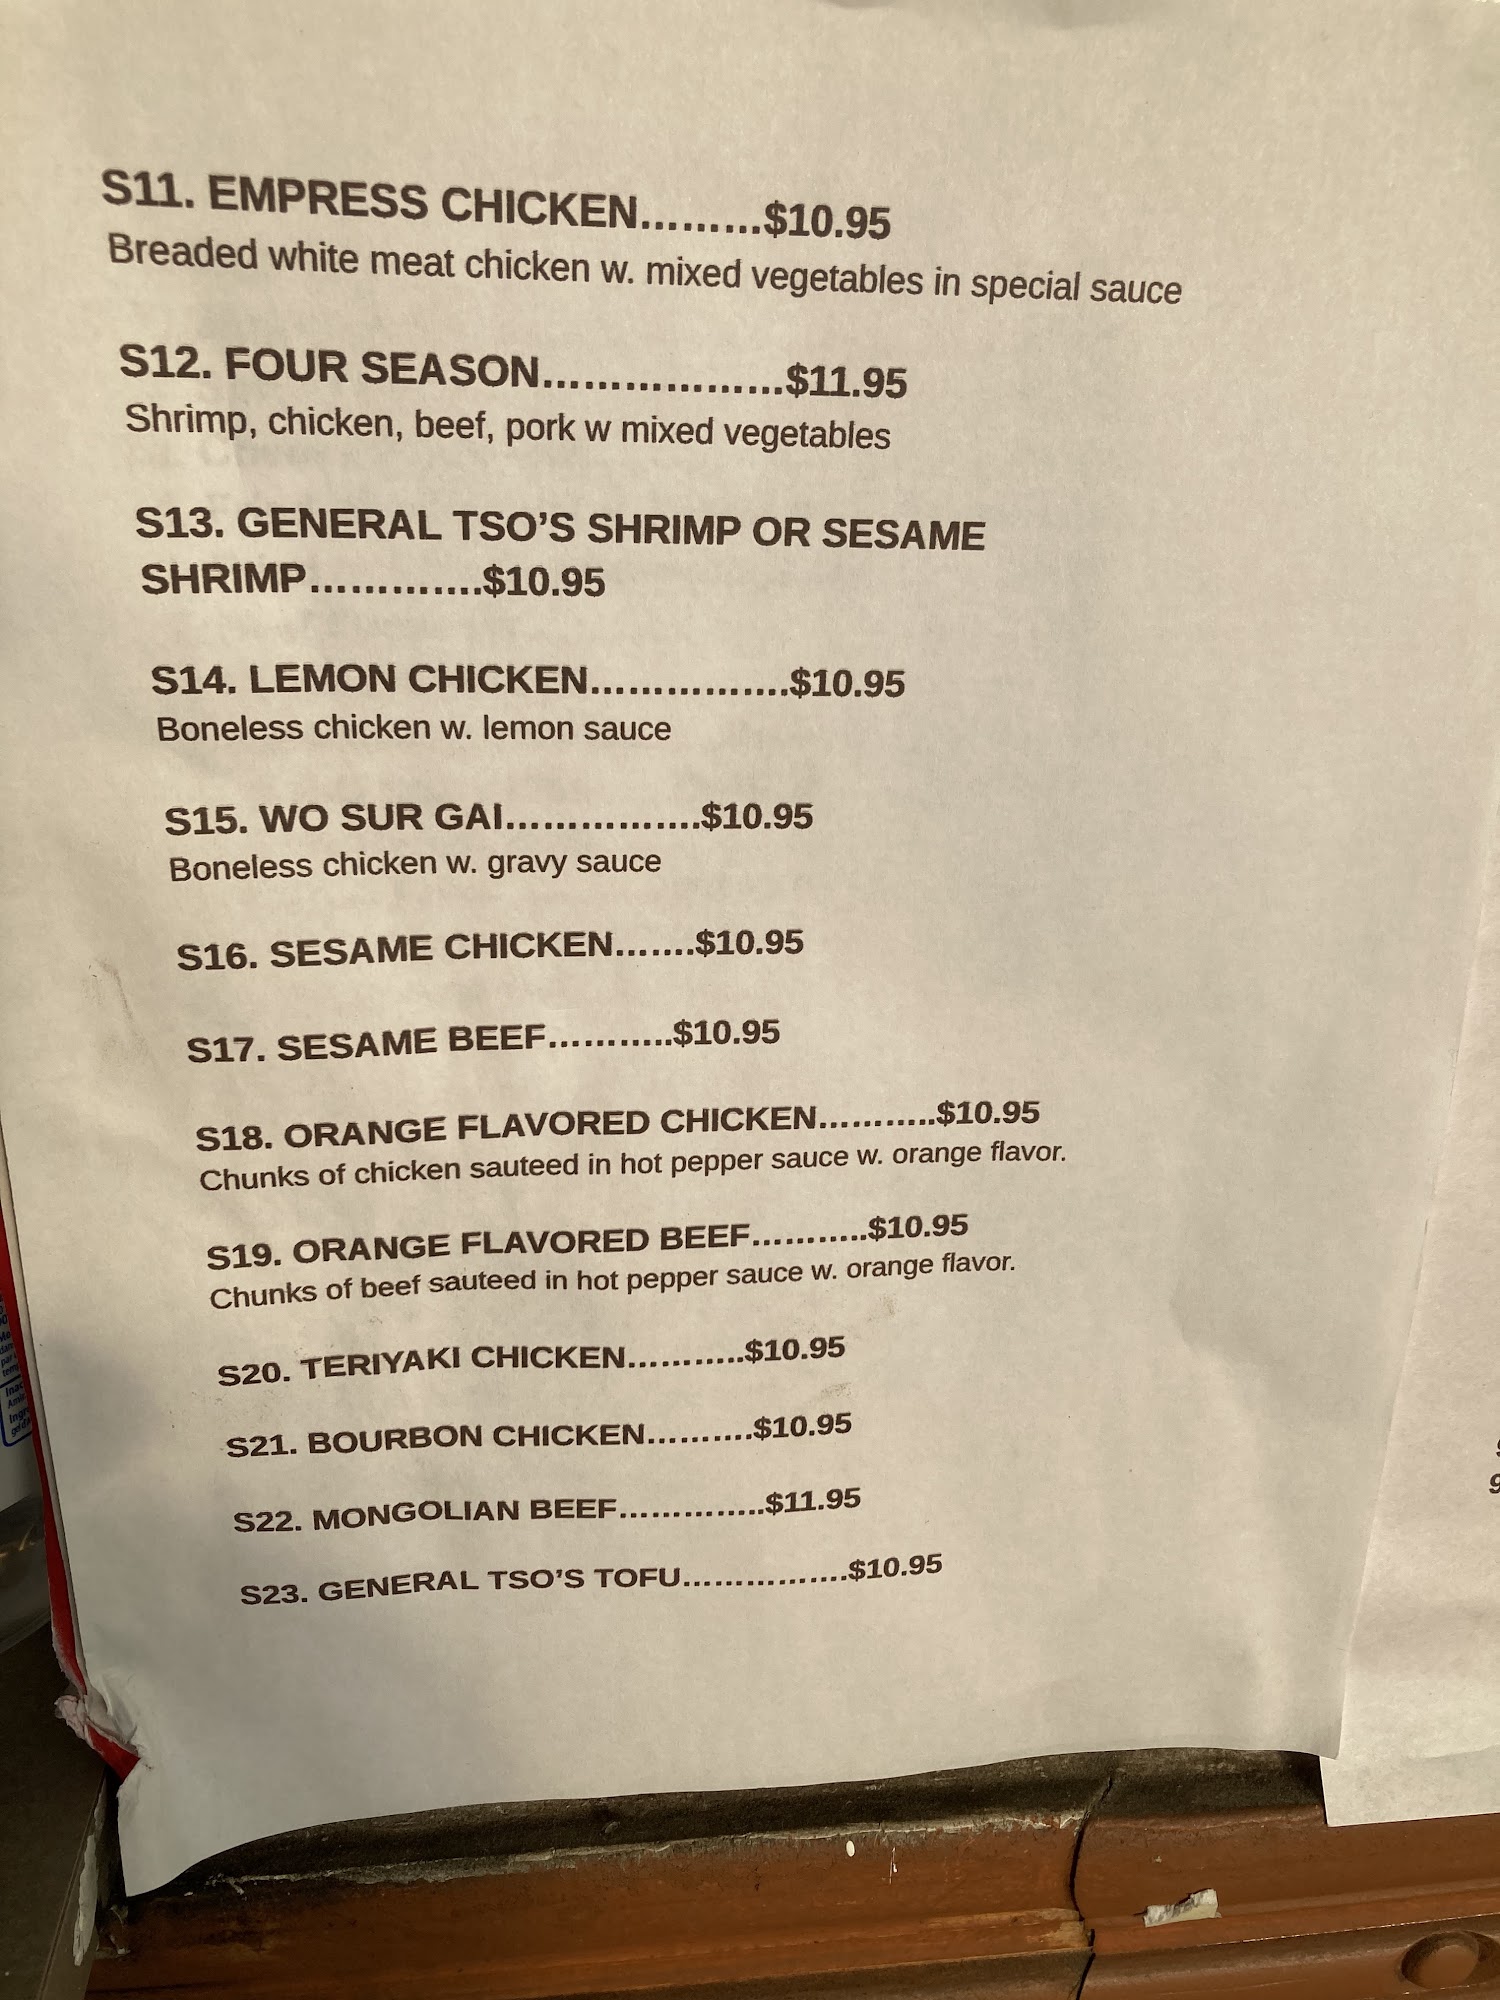 S11. EMPRESS CHICKEN.........$10.95
Breaded white meat chicken w. mixed vegetables in special sauce
S12. FOUR SEASON..................$11.95
Shrimp, chicken, beef, pork w mixed vegetables
S13. GENERAL TSO’S SHRIMP OR SESAME
SHRIMP.............$10.95
S14. LEMON CHICKEN................$10.95
Boneless chicken w. lemon sauce
S15. WO SUR GAI................$10.95
Boneless chicken w. gravy sauce
S16. SESAME CHICKEN.......$10.95
S17. SESAME BEEF...........$10.95
S18. ORANGE FLAVORED CHICKEN...........$10.95
Chunks of chicken sauteed in hot pepper sauce w. orange flavor.
S19. ORANGE FLAVORED BEEF...........$10.95
Chunks of beef sauteed in hot pepper sauce w. orange flavor.
S20. TERIYAKI CHICKEN...........$10.95
S21. BOURBON CHICKEN..........$10.95
S22. MONGOLIAN BEEF..............$11.95
S23. GENERAL TSO’S TOFU................$10.95